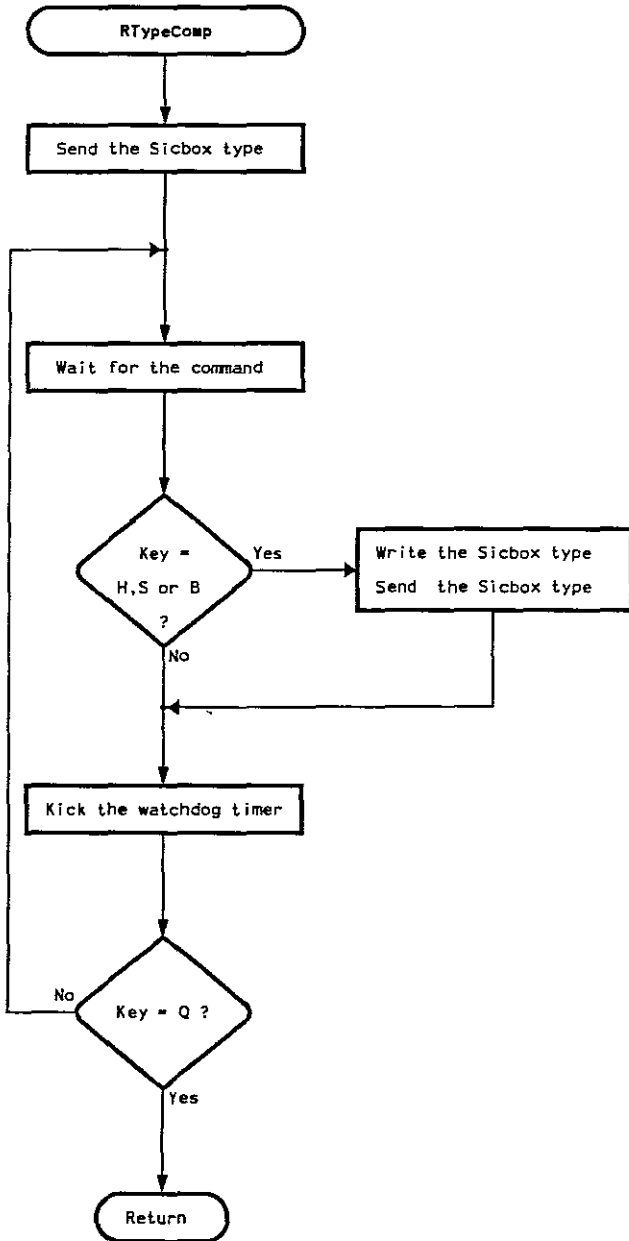 RTypeComp
Send the Sicbox type
Wait for the command
Key =
H,S or B
?
Yes
Write the Sicbox type
Send the Sicbox type
No
Kick the watchdog timer
No
Key = Q ?
Yes
Return